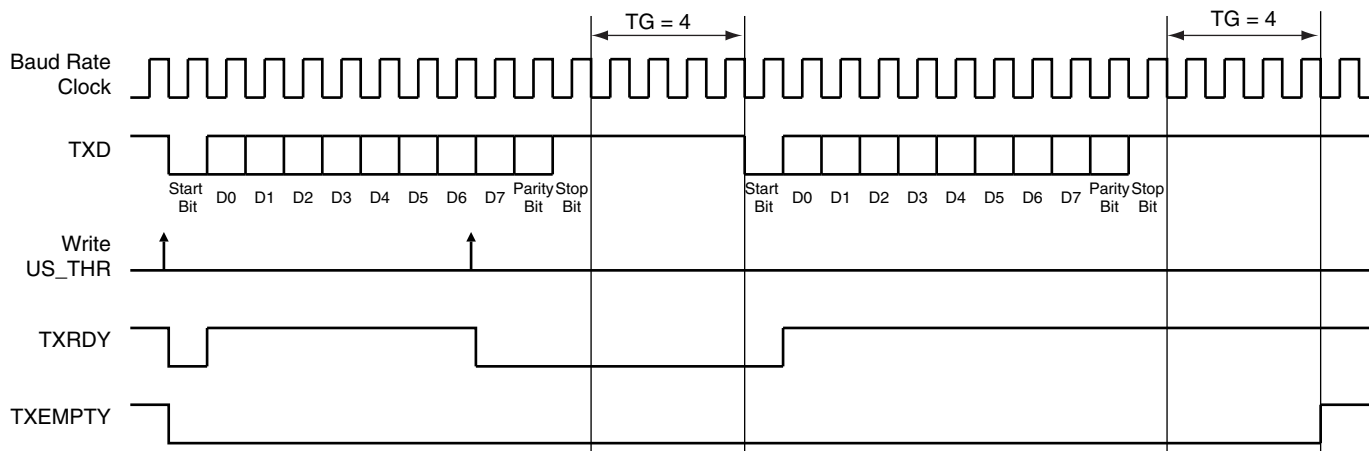 TG = 4
TG = 4
Baud Rate
Clock
TXD
Start
Bit
D0
D1
D2
D3
D4
D5
D6
D7
Parity
Bit
Stop
Bit
Start
Bit
D0
D1
D2
D3
D4
D5
D6
D7
Parity
Bit
Stop
Bit
Write
US_THR
TXRDY
TXEMPTY